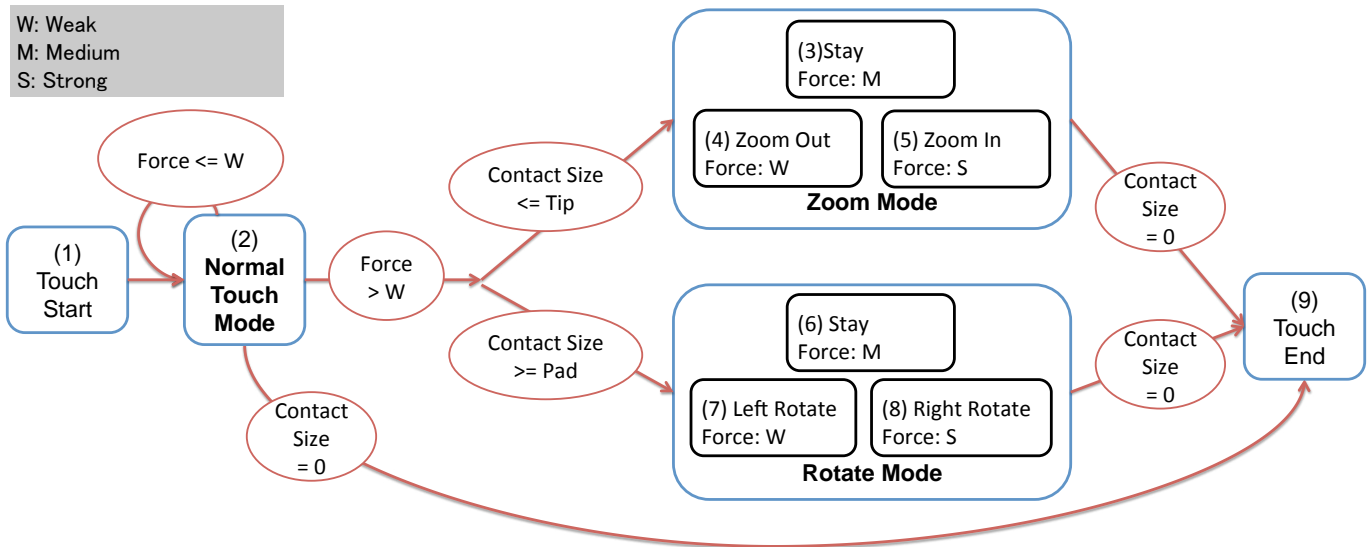 W: Weak
M: Medium
S: Strong
Force <= W
(1)
Touch
Start
(2)
Normal
Touch
Mode
Force
> W
Contact Size
<= Tip
Contact Size
>= Pad
Contact
Size
= 0
(3)Stay
Force: M
(4) Zoom Out
Force: W
(5) Zoom In
Force: S
Zoom Mode
(6) Stay
Force: M
(7) Left Rotate
Force: W
(8) Right Rotate
Force: S
Rotate Mode
Contact
Size
= 0
Contact
Size
= 0
(9)
Touch
End